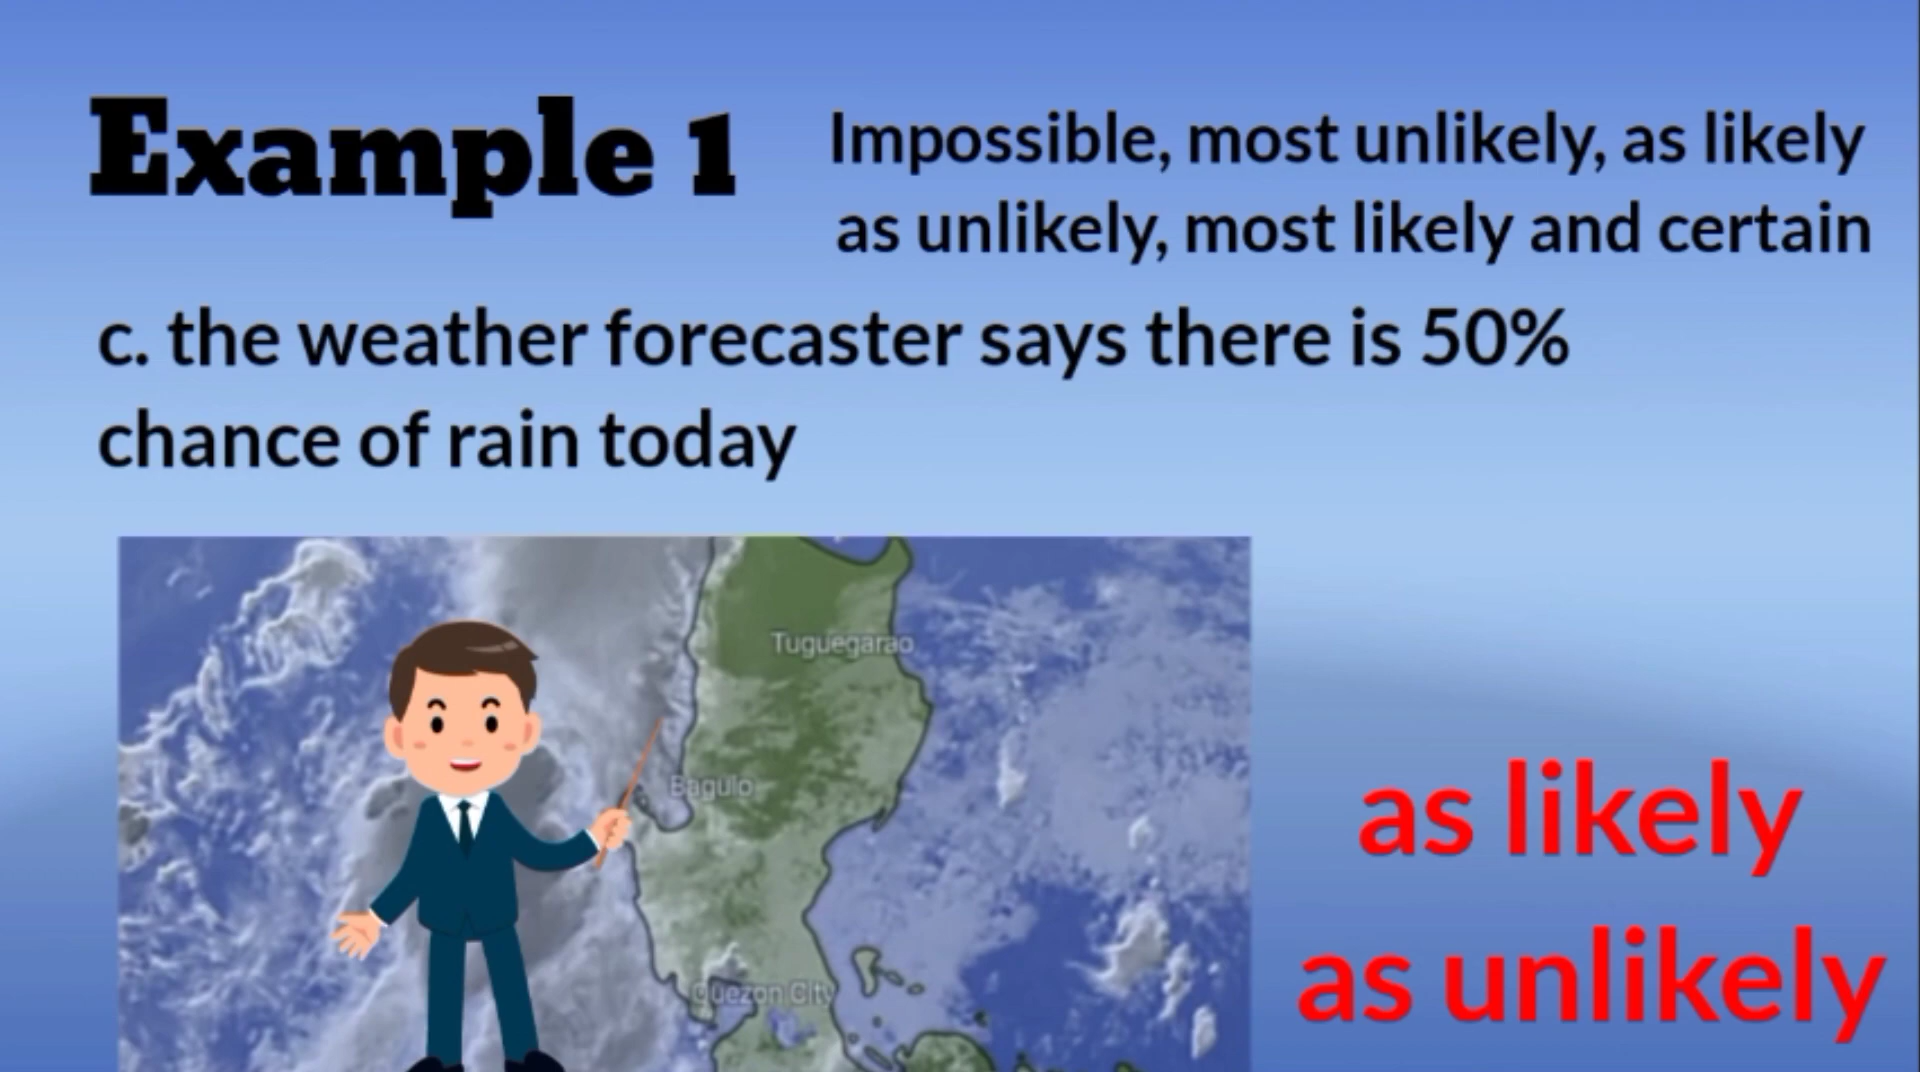 Example 1
Impossible, most unlikely, as likely
as unlikely, most likely and certain
c. the weather forecaster says there is 50%
chance of rain today
Tuguegarao
Baguio
Quezon City
as likely
as unlikely